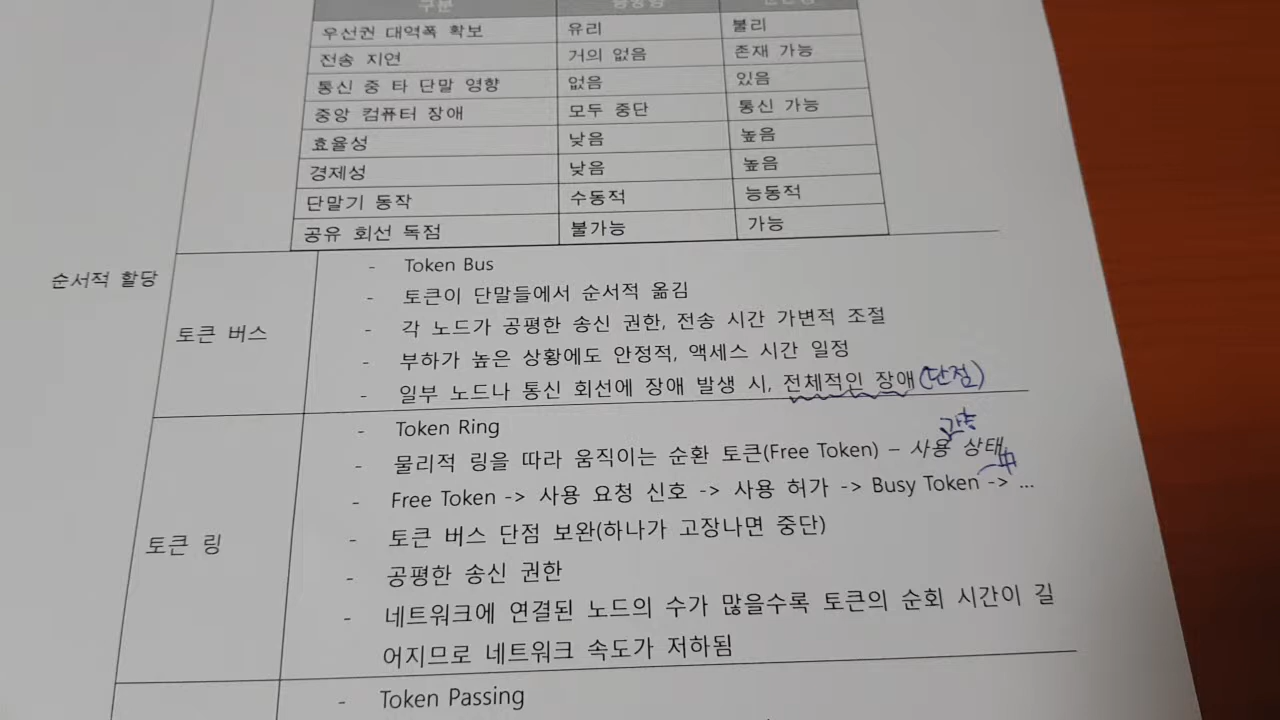 구분
우선권 대역폭 확보 유리 불리
전송 지연 거의 없음 존재 가능
통신 중 타 단말 영향 없음 있음
중앙 컴퓨터 장애 모두 중단 통신 가능
효율성 낮음 높음
경제성 낮음 높음
단말기 동작 수동적 능동적
공유 회선 독점 불가능 가능
순서적 할당
토큰 버스
- Token Bus
- 토큰이 단말들에서 순서적 옮김
- 각 노드가 공평한 송신 권한, 전송 시간 가변적 조절
- 부하가 높은 상황에도 안정적, 액세스 시간 일정
- 일부 노드나 통신 회선에 장애 발생 시, 전체적인 장애(단점)
토큰 링
- Token Ring
가능
- 물리적 링을 따라 움직이는 순환 토큰(Free Token) – 사용 상태
- Free Token -> 사용 요청 신호 -> 사용 허가 -> Busy Token -> ...
- 토큰 버스 단점 보완(하나가 고장나면 중단)
- 공평한 송신 권한
- 네트워크에 연결된 노드의 수가 많을수록 토큰의 순회 시간이 길
어지므로 네트워크 속도가 저하됨
- Token Passing